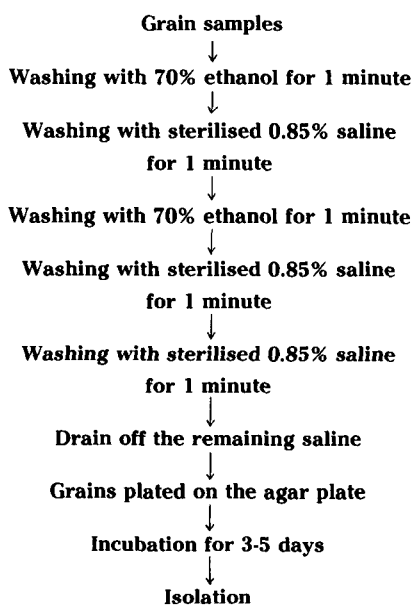 Grain samples
Washing with 70% ethanol for 1 minute
Washing with sterilised 0.85% saline
for 1 minute
Washing with 70% ethanol for 1 minute
Washing with sterilised 0.85% saline
for 1 minute
Washing with sterilised 0.85% saline
for 1 minute
Drain off the remaining saline
Grains plated on the agar plate
Incubation for 3-5 days
Isolation